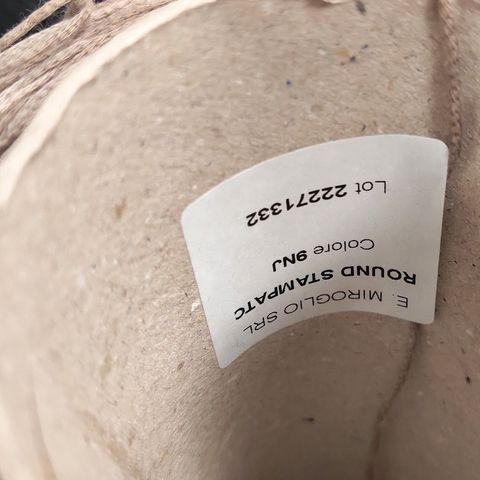 E. MIROGLIO SRL
ROUND STAMPATC
Colore 9NJ
Lot 22271332